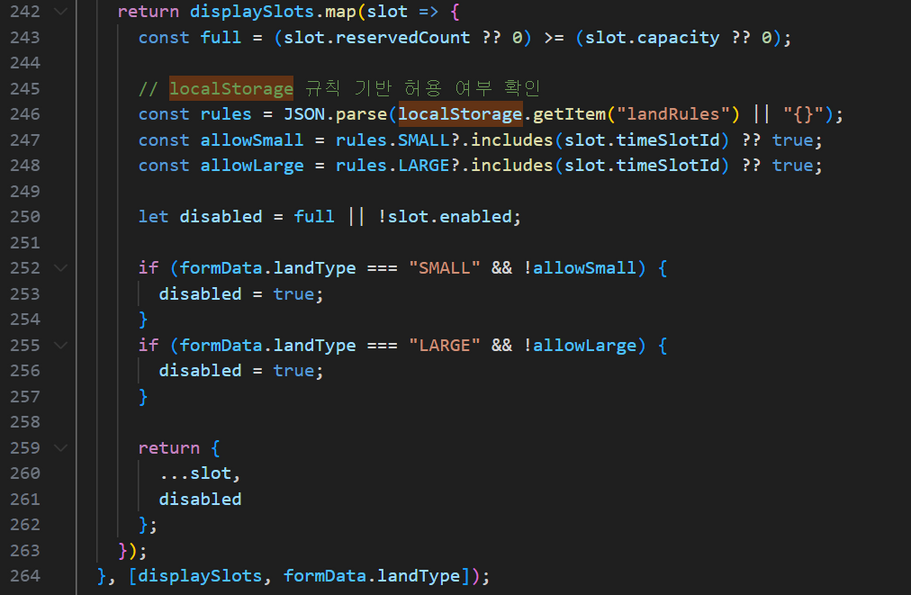 242 return displaySlots.map(slot => {
243 const full = (slot.reservedCount ?? 0) >= (slot.capacity ?? 0);
244
245 // localStorage 규칙 기반 허용 여부 확인
246 const rules = JSON.parse(localStorage.getItem("landRules") || "{}");
247 const allowSmall = rules.SMALL?.includes(slot.timeSlotId) ?? true;
248 const allowLarge = rules.LARGE?.includes(slot.timeSlotId) ?? true;
249
250 let disabled = full || !slot.enabled;
251
252 if (formData.landType === "SMALL" && !allowSmall) {
253 disabled = true;
254 }
255 if (formData.landType === "LARGE" && !allowLarge) {
256 disabled = true;
257 }
258
259 return {
260 ...slot,
261 disabled
262 };
263 });
264 }, [displaySlots, formData.landType]);